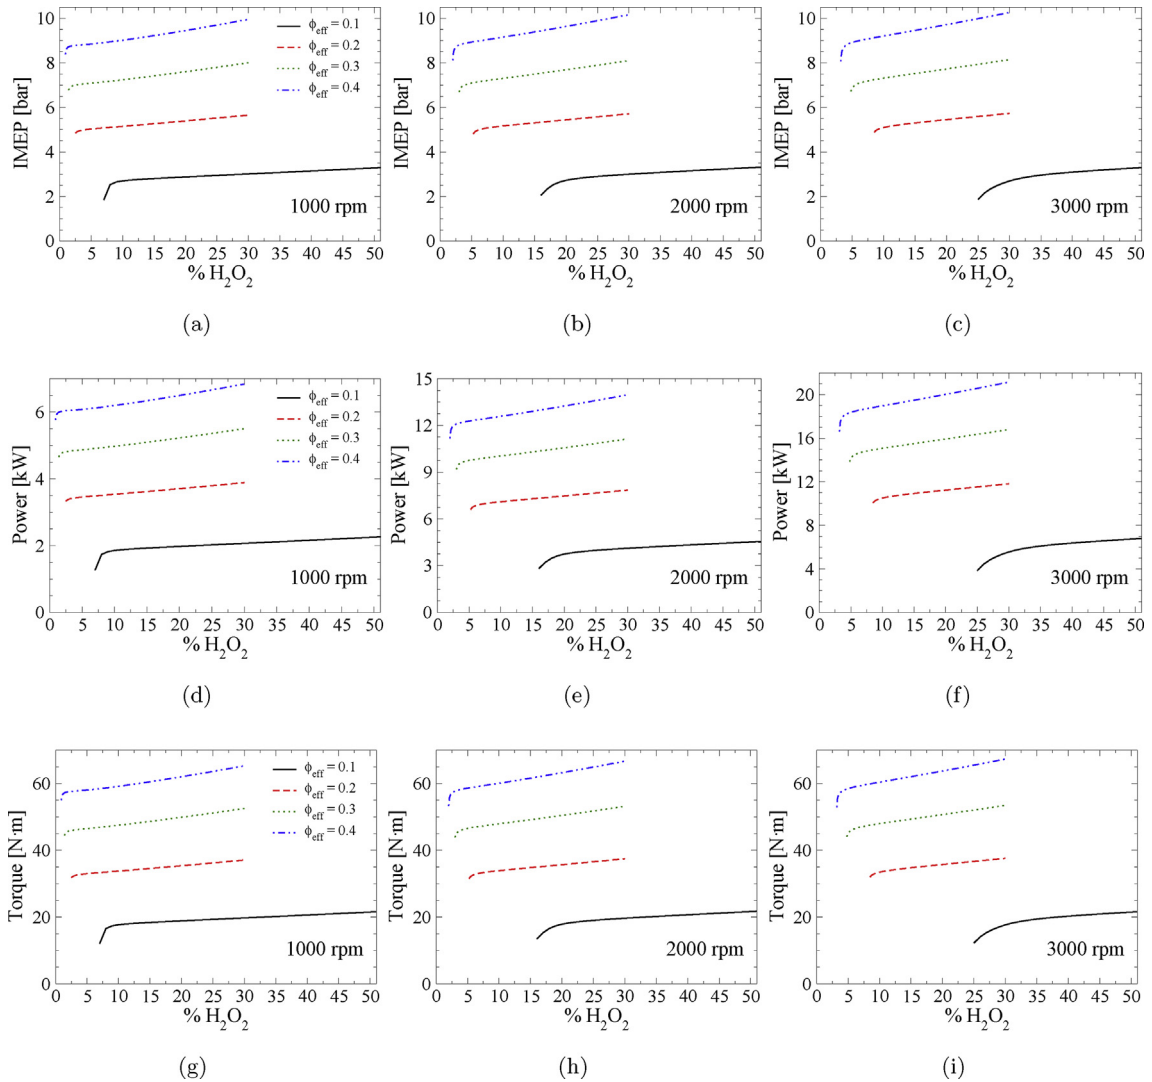 10
8
6
4
2
0
IMEP [bar]
ϕeff = 0.1
ϕeff = 0.2
ϕeff = 0.3
ϕeff = 0.4
1000 rpm
0 5 10 15 20 25 30 35 40 45 50
% H2O2
(a)
10
8
6
4
2
0
IMEP [bar]
2000 rpm
0 5 10 15 20 25 30 35 40 45 50
% H2O2
(b)
10
8
6
4
2
0
IMEP [bar]
3000 rpm
0 5 10 15 20 25 30 35 40 45 50
% H2O2
(c)
6
4
2
0
Power [kW]
ϕeff = 0.1
ϕeff = 0.2
ϕeff = 0.3
ϕeff = 0.4
1000 rpm
0 5 10 15 20 25 30 35 40 45 50
% H2O2
(d)
15
12
9
6
3
0
Power [kW]
2000 rpm
0 5 10 15 20 25 30 35 40 45 50
% H2O2
(e)
20
16
12
8
4
0
Power [kW]
3000 rpm
0 5 10 15 20 25 30 35 40 45 50
% H2O2
(f)
60
40
20
0
Torque [N·m]
ϕeff = 0.1
ϕeff = 0.2
ϕeff = 0.3
ϕeff = 0.4
1000 rpm
0 5 10 15 20 25 30 35 40 45 50
% H2O2
(g)
60
40
20
0
Torque [N·m]
2000 rpm
0 5 10 15 20 25 30 35 40 45 50
% H2O2
(h)
60
40
20
0
Torque [N·m]
3000 rpm
0 5 10 15 20 25 30 35 40 45 50
% H2O2
(i)